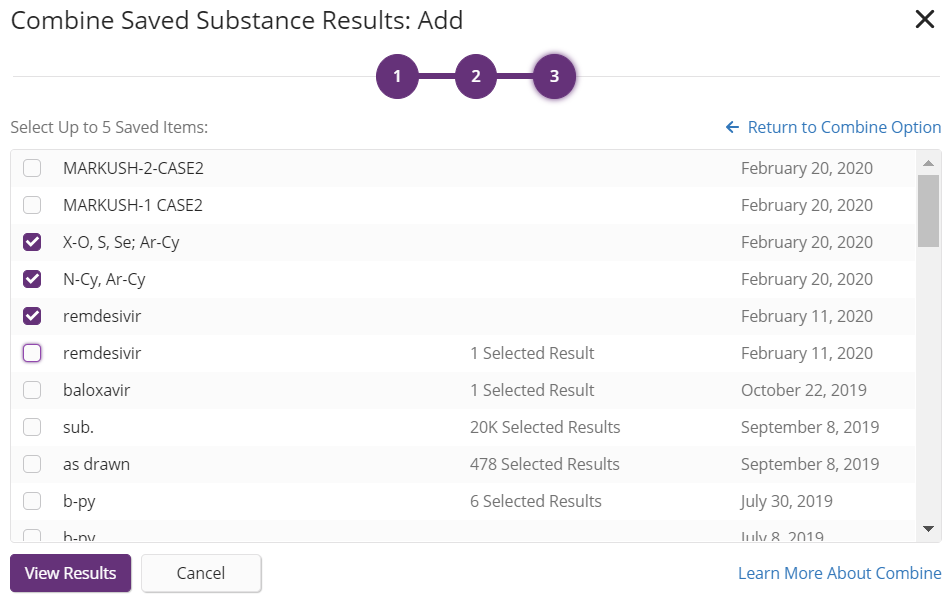 Combine Saved Substance Results: Add
1 2 3
Select Up to 5 Saved Items: Return to Combine Option
MARKUSH-2-CASE2 February 20, 2020
MARKUSH-1 CASE2 February 20, 2020
X-O, S, Se; Ar-Cy February 20, 2020
N-Cy, Ar-Cy February 20, 2020
remdesivir February 11, 2020
remdesivir 1 Selected Result February 11, 2020
baloxavir 1 Selected Result October 22, 2019
sub. 20K Selected Results September 8, 2019
as drawn 478 Selected Results September 8, 2019
b-py 6 Selected Results July 30, 2019
b-py July 8, 2019
View Results Cancel Learn More About Combine